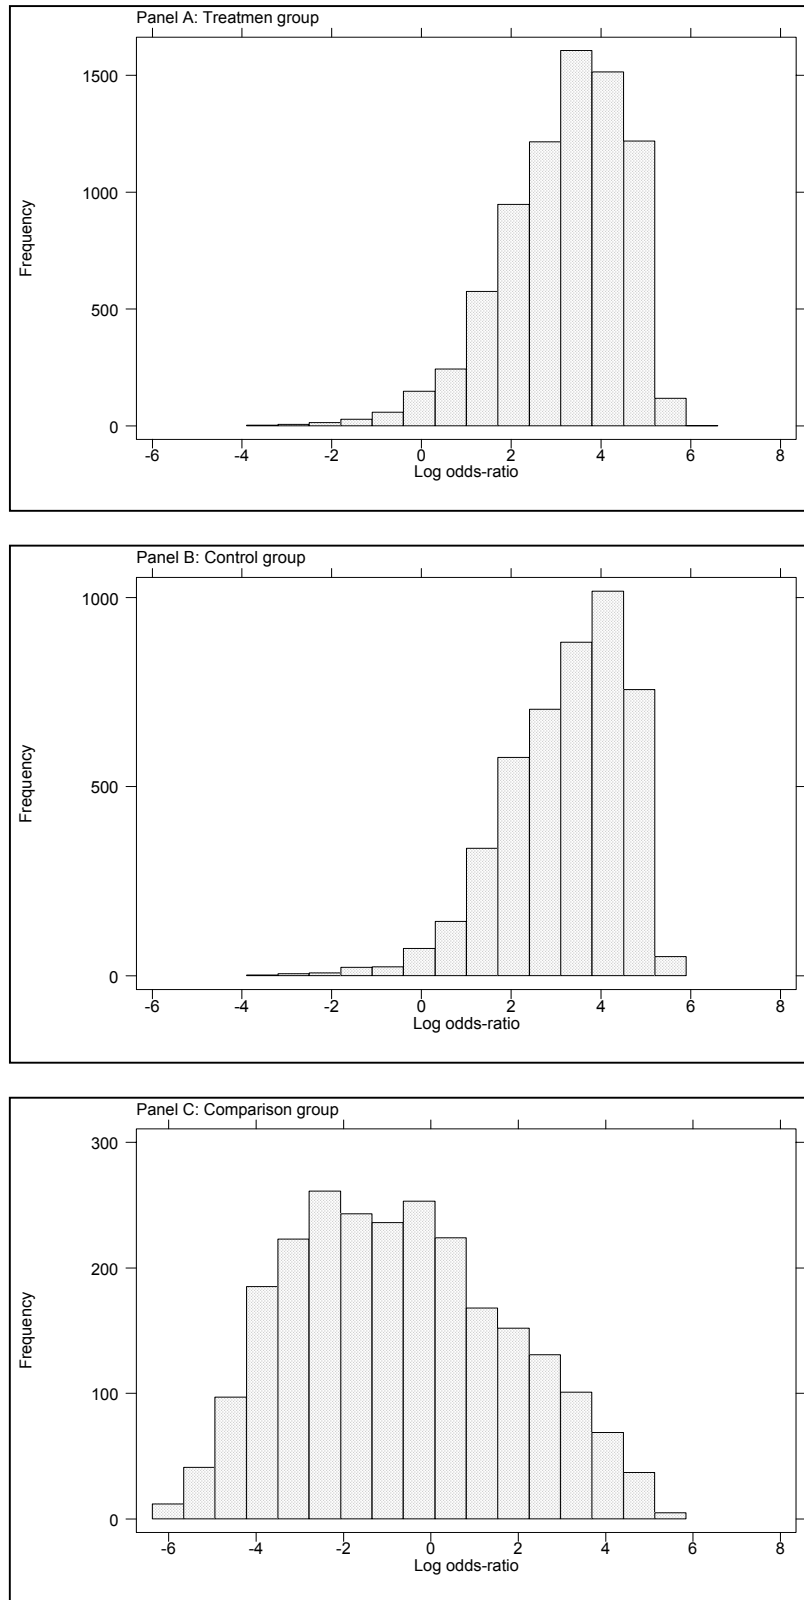 Panel A: Treatmen group
1500
1000
500
0
Frequency
-6 -4 -2 0 2 4 6 8
Log odds-ratio
Panel B: Control group
1000
500
0
Frequency
-6 -4 -2 0 2 4 6 8
Log odds-ratio
Panel C: Comparison group
300
200
100
0
Frequency
-6 -4 -2 0 2 4 6 8
Log odds-ratio